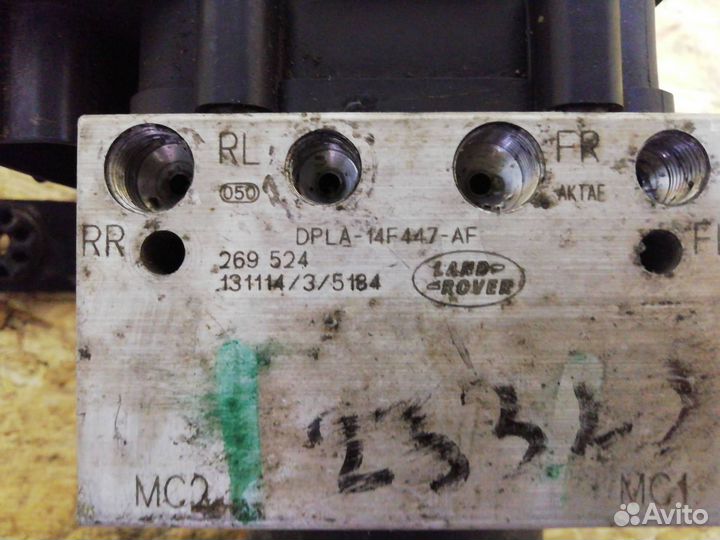 RL
FR
050
AKTAE
RR
DPLA-14F447-AF
269 524
131114/3/5184
LAND-
-ROVER
MC2
MC1
Avito